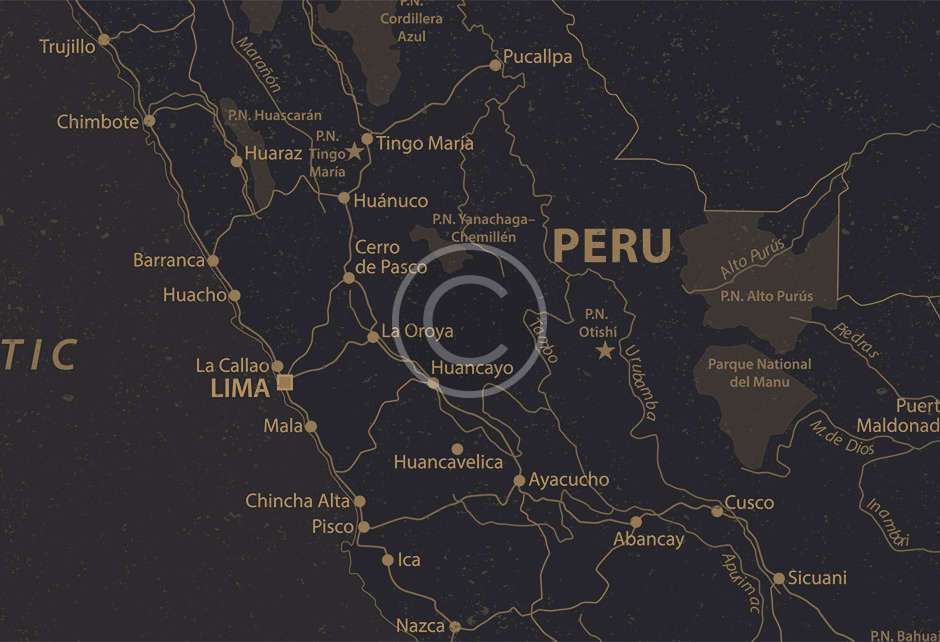 P.N.
Cordillera
Azul
Trujillo
Pucallpa
Marañón
Chimbote
P.N. Huascarán
P.N.
Tingo
María
Tingo María
Huaraz
Huánuco
P.N. Yanachaga–
Chemillén
Cerro
de Pasco
PERU
Barranca
Huacho
Alto Purús
P.N. Alto Purús
P.N.
Otishi
Piedras
TIC
La Oroya
C
Tambo
Urubamba
La Callao
LIMA
Huancayo
Parque National
del Manu
Puert
Maldonad
Mala
M. de Dios
Huancavelica
Ayacucho
Chincha Alta
Pisco
Cusco
Inambari
Abancay
Ica
Apurimac
Sicuani
Nazca
P.N. Bahua